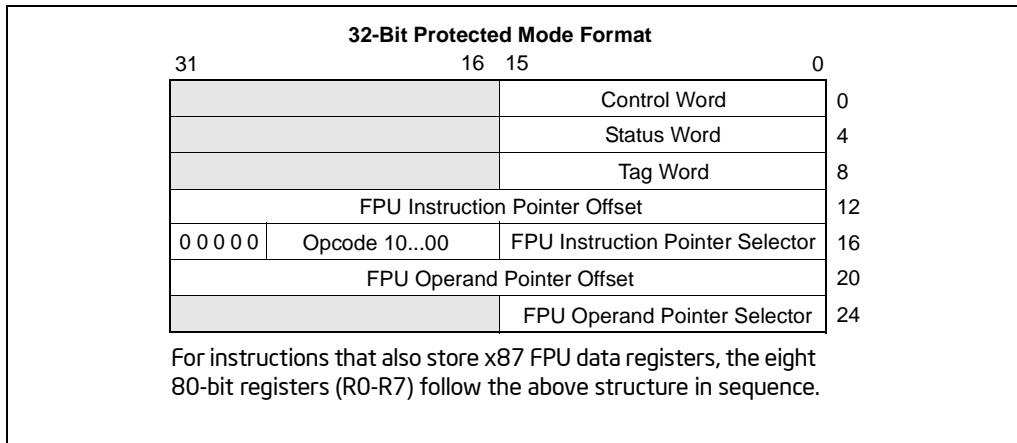 32-Bit Protected Mode Format
31 16 15 0
Control Word 0
Status Word 4
Tag Word 8
FPU Instruction Pointer Offset 12
0 0 0 0 0 Opcode 10...00 FPU Instruction Pointer Selector 16
FPU Operand Pointer Offset 20
FPU Operand Pointer Selector 24
For instructions that also store x87 FPU data registers, the eight
80-bit registers (R0-R7) follow the above structure in sequence.